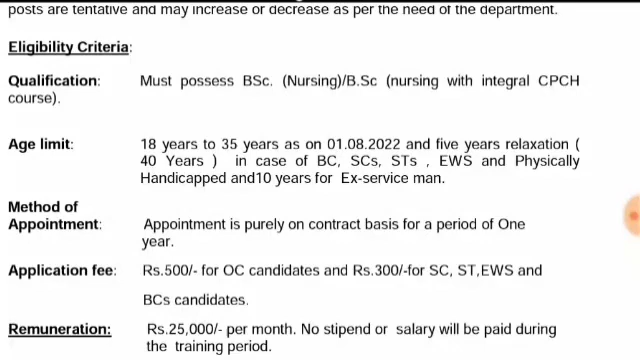 posts are tentative and may increase or decrease as per the need of the department.
Eligibility Criteria:
Qualification: Must possess BSc. (Nursing)/B.Sc (nursing with integral CPCH
course).
Age limit: 18 years to 35 years as on 01.08.2022 and five years relaxation (
40 Years ) in case of BC, SCs, STs , EWS and Physically
Handicapped and10 years for Ex-service man.
Method of
Appointment: Appointment is purely on contract basis for a period of One
year.
Application fee: Rs.500/- for OC candidates and Rs.300/-for SC, ST,EWS and
BCs candidates.
Remuneration: Rs.25,000/- per month. No stipend or salary will be paid during
the training period.